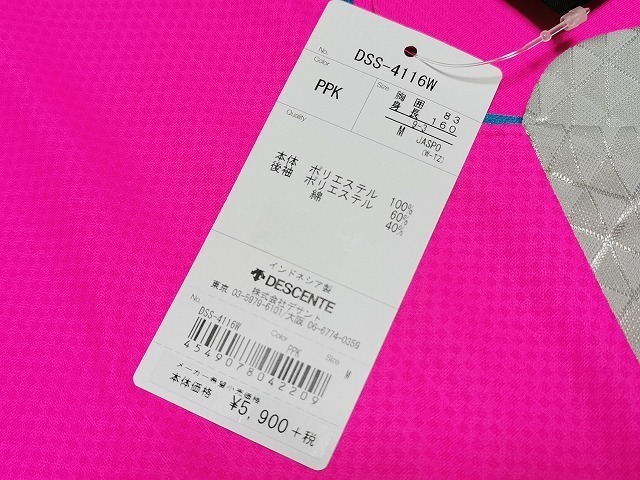 No. DSS-4116W
Color PPK
Size 胸囲 83
身長 160
9-3
M JASPO
(W-TZ)
Quality
本体 ポリエステル 100%
後袖 ポリエステル 60%
綿 40%
インドネシア製
DESCENTE
株式会社デサント
東京 03-5979-6101/大阪 06-6774-0359
No. DSS-4116W Color PPK Size M
4549078042209
メーカー希望小売価格
本体価格 ¥5,900+税